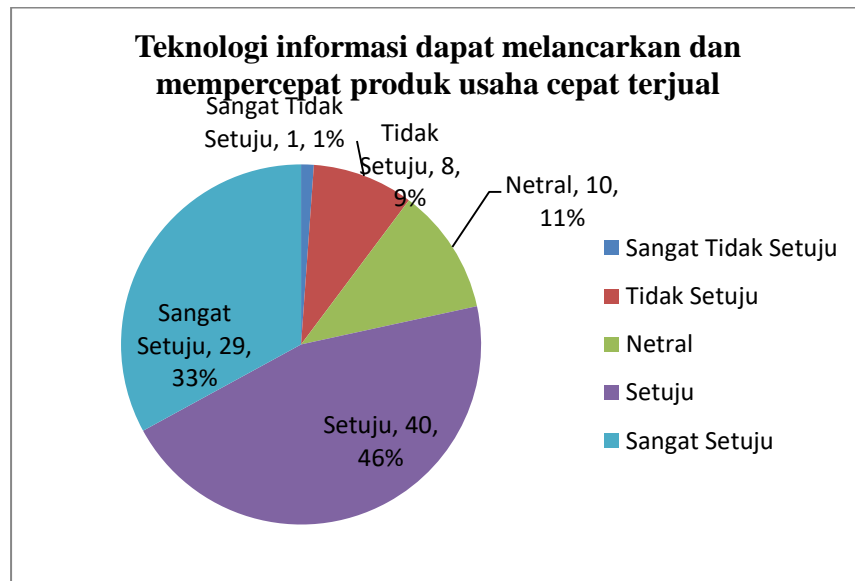 Teknologi informasi dapat melancarkan dan
mempercepat produk usaha cepat terjual
Sangat Tidak
Setuju, 1, 1%
Tidak
Setuju, 8,
9%
Netral, 10,
11%
Setuju, 40,
46%
Sangat
Setuju, 29,
33%
Sangat Tidak Setuju
Tidak Setuju
Netral
Setuju
Sangat Setuju